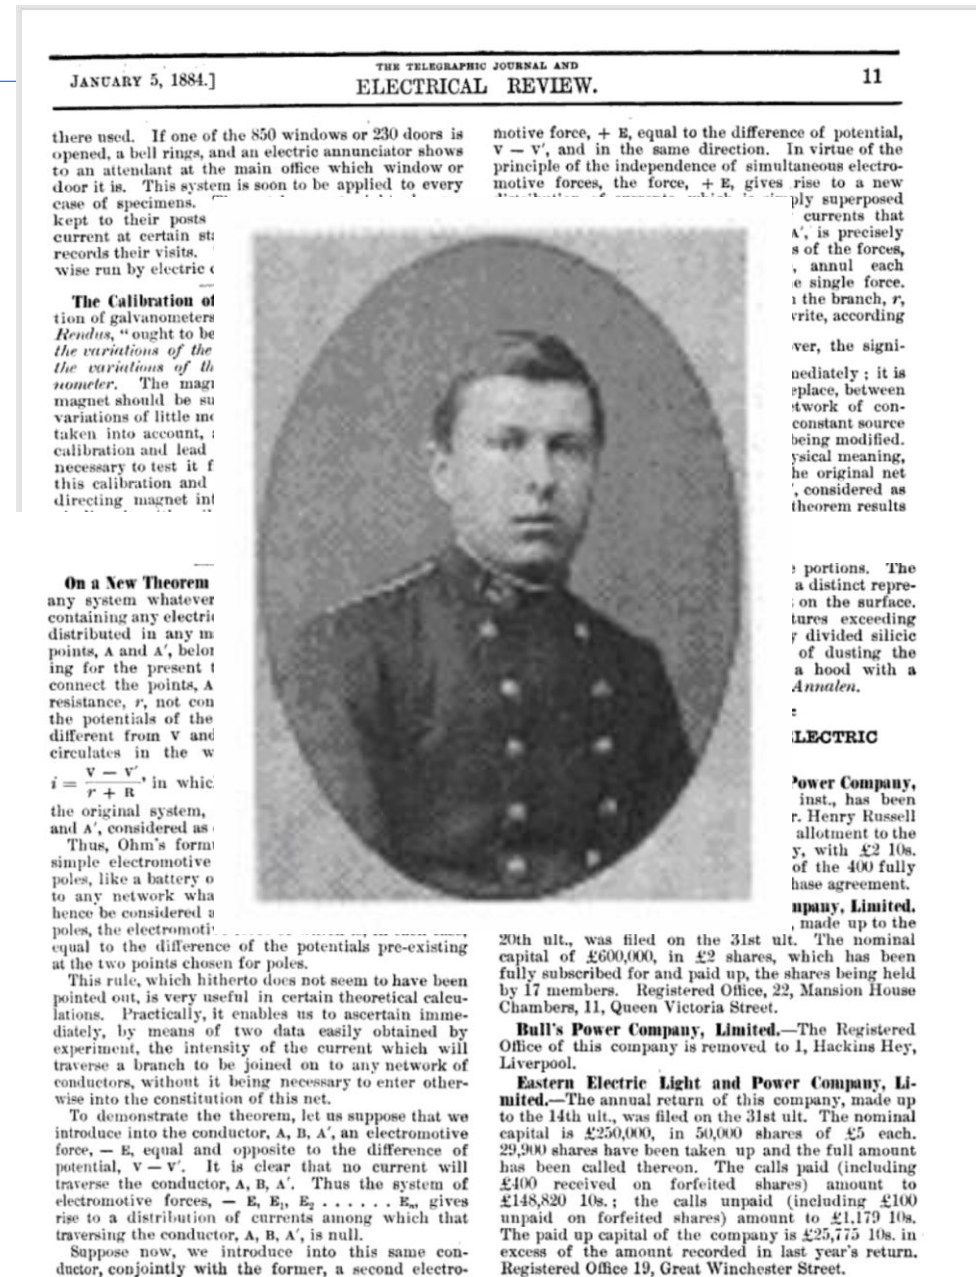 JANUARY 5, 1884.]
THE TELEGRAPHIC JOURNAL AND
ELECTRICAL REVIEW.
11
there used. If one of the 850 windows or 230 doors is
opened, a bell rings, and an electric annunciator shows
to an attendant at the main office which window or
door it is. This system is soon to be applied to every
case of specimens.
kept to their posts
current at certain
records their visits.
wise run by electric
The Calibration of
tion of galvanometers
Rendus, "ought to be
the variations of the
the variations of
nometer. The
magnet should be
variations of little
taken into account,
calibration and lead
necessary to test it
this calibration and
directing magnet
On a New Theorem
any system whatever
containing any
distributed in any
points, A and A',
ing for the present
connect the points, A
resistance, r, not
the potentials of the
different from V and
circulates in the
i = V — V' / r + R, in
the original system,
and A', considered as
Thus, Ohm's
simple electromotive
poles, like a battery
to any network
hence be considered
poles, the
equal to the difference of the potentials pre-existing
at the two points chosen for poles.
This rule, which hitherto does not seem to have been
pointed out, is very useful in certain theoretical calcu-
lations. Practically, it enables us to ascertain imme-
diately, by means of two data easily obtained by
experiment, the intensity of the current which will
traverse a branch to be joined on to any network of
conductors, without it being necessary to enter other-
wise into the constitution of this net.
To demonstrate the theorem, let us suppose that we
introduce into the conductor, A, B, A', an electromotive
force, — E, equal and opposite to the difference of
potential, V — V'. It is clear that no current will
traverse the conductor, A, B, A'. Thus the system of
electromotive forces, — E, E₁, E₂ . . . . . . Eₙ, gives
rise to a distribution of currents among which that
traversing the conductor, A, B, A', is null.
Suppose now, we introduce into this same con-
ductor, conjointly with the former, a second electro-
motive force, + E, equal to the difference of potential,
V — V', and in the same direction. In virtue of the
principle of the independence of simultaneous electro-
motive forces, the force, + E, gives rise to a new
superposed
currents that
A', is precisely
of the forces,
, annul each
single force.
the branch, r,
according
the signi-
; it is
between
of con-
constant source
being modified.
meaning,
original net
', considered as
theorem results
portions. The
a distinct repre-
on the surface.
exceeding
divided silicic
of dusting the
a hood with a
Annalen.
Power Company,
inst., has been
Henry Russell
allotment to the
with £2 10s.
of the 400 fully
agreement.
Limited.
, made up to the
20th ult., was filed on the 31st ult. The nominal
capital of £600,000, in £2 shares, which has been
fully subscribed for and paid up, the shares being held
by 17 members. Registered Office, 22, Mansion House
Chambers, 11, Queen Victoria Street.
Bull's Power Company, Limited.—The Registered
Office of this company is removed to 1, Hackins Hey,
Liverpool.
Eastern Electric Light and Power Company, Li-
mited.—The annual return of this company, made up
to the 14th ult., was filed on the 31st ult. The nominal
capital is £250,000, in 50,000 shares of £5 each.
29,900 shares have been taken up and the full amount
has been called thereon. The calls paid (including
£400 received on forfeited shares) amount to
£148,820 10s.; the calls unpaid (including £100
unpaid on forfeited shares) amount to £1,179 10s.
The paid up capital of the company is £25,775 10s. in
excess of the amount recorded in last year's return.
Registered Office 19, Great Winchester Street.